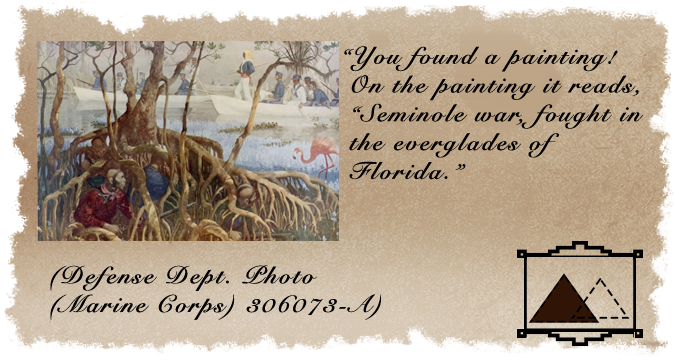 “You found a painting!
On the painting it reads,
“Seminole war, fought in
the everglades of
Florida.”
(Defense Dept. Photo
(Marine Corps) 306073-A)